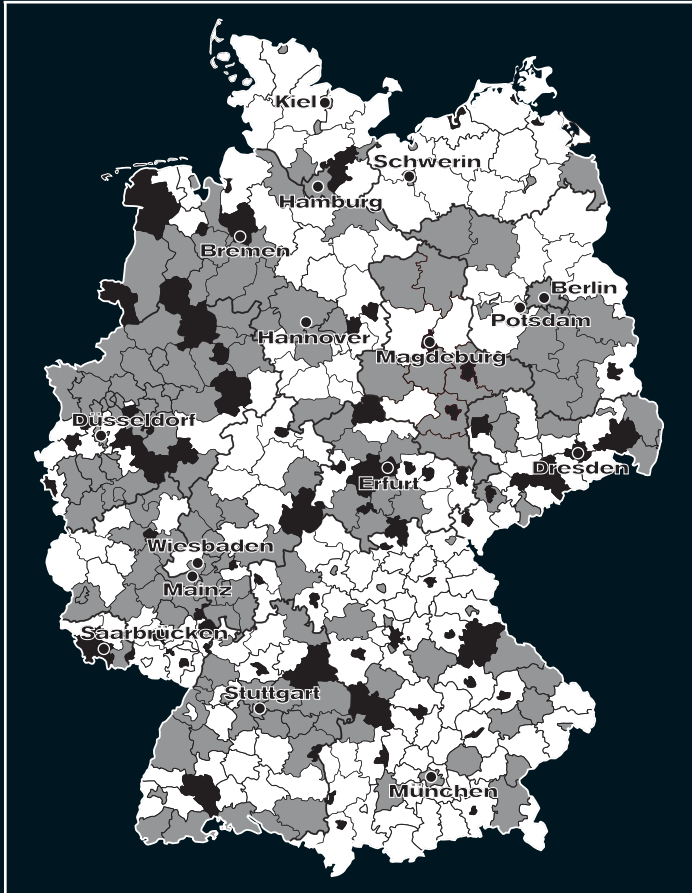 Kiel
Schwerin
Hamburg
Bremen
Berlin
Potsdam
Hannover
Magdeburg
Düsseldorf
Dresden
Erfurt
Wiesbaden
Mainz
Saarbrücken
Stuttgart
München